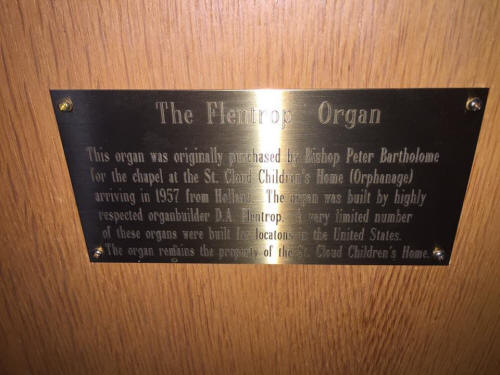 The Flentrop Organ
This organ was originally purchased by Bishop Peter Bartholome
for the chapel at the St. Cloud Children's Home (Orphanage)
arriving in 1957 from Holland. The organ was built by highly
respected organbuilder D.A. Flentrop. A very limited number
of these organs were built for locatons in the United States.
The organ remains the property of the St. Cloud Children's Home.